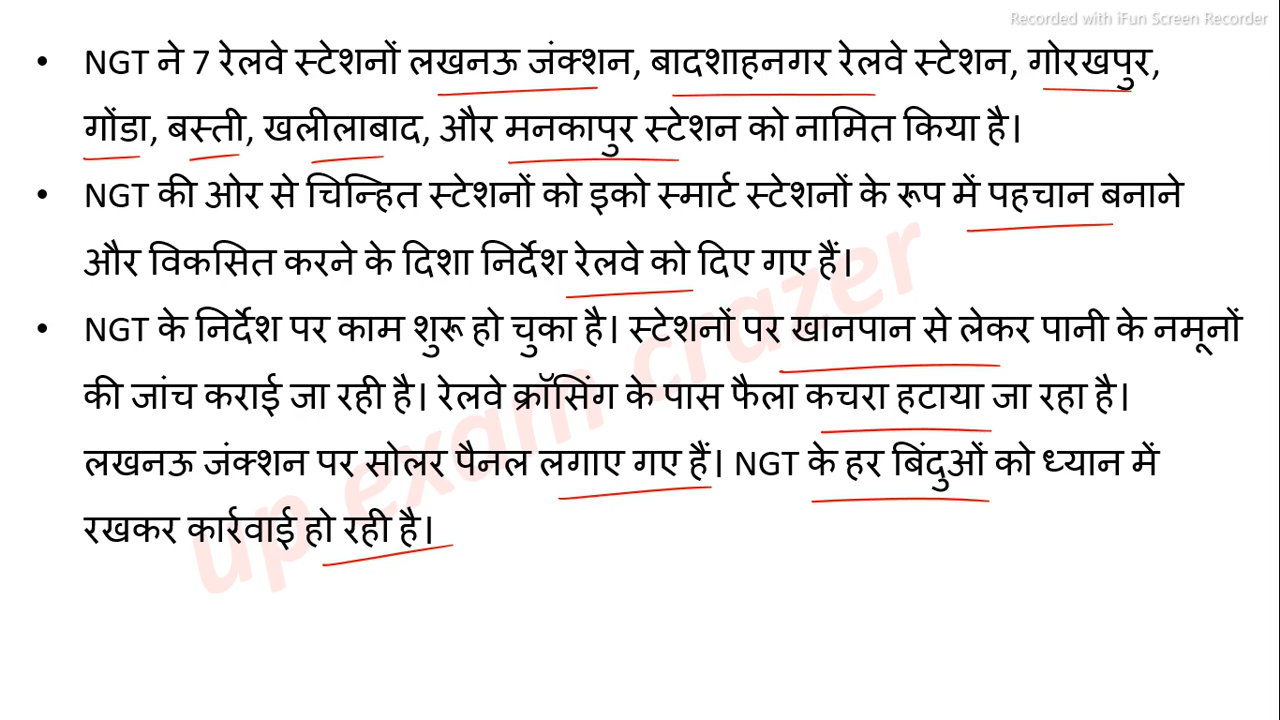 Recorded with iFun Screen Recorder
• NGT ने 7 रेलवे स्टेशनों लखनऊ जंक्शन, बादशाहनगर रेलवे स्टेशन, गोरखपुर,
गोंडा, बस्ती, खलीलाबाद, और मनकापुर स्टेशन को नामित किया है।
• NGT की ओर से चिन्हित स्टेशनों को इको स्मार्ट स्टेशनों के रूप में पहचान बनाने
और विकसित करने के दिशा निर्देश रेलवे को दिए गए हैं।
• NGT के निर्देश पर काम शुरू हो चुका है। स्टेशनों पर खानपान से लेकर पानी के नमूनों
की जांच कराई जा रही है। रेलवे क्रॉसिंग के पास फैला कचरा हटाया जा रहा है।
लखनऊ जंक्शन पर सोलर पैनल लगाए गए हैं। NGT के हर बिंदुओं को ध्यान में
रखकर कार्रवाई हो रही है।
up exam crazer